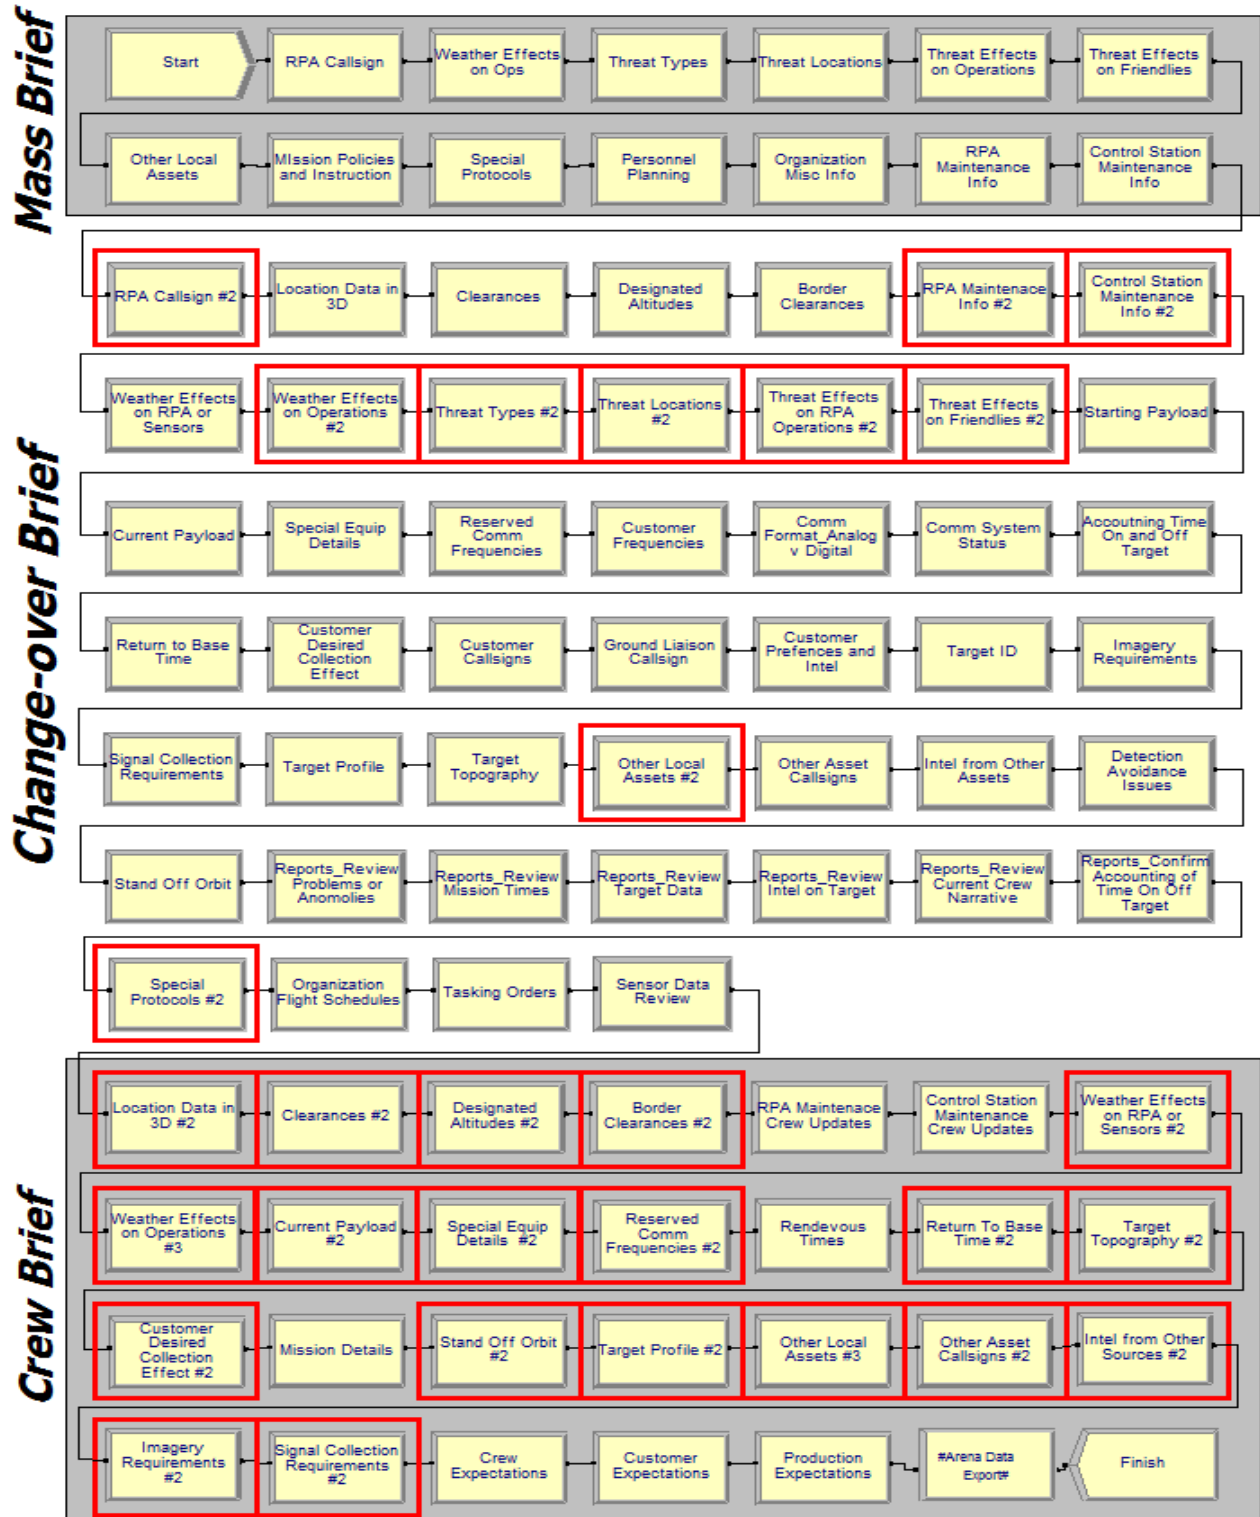 Mass Brief
Start
RPA Callsign
Weather Effects
on Ops
Threat Types
Threat Locations
Threat Effects
on Operations
Threat Effects
on Friendlies
Other Local
Assets
MIssion Policies
and Instruction
Special
Protocols
Personnel
Planning
Organization
Misc Info
RPA
Maintenance
Info
Control Station
Maintenance
Info
Change-over Brief
RPA Callsign #2
Location Data in
3D
Clearances
Designated
Altitudes
Border
Clearances
RPA Maintenace
Info #2
Control Station
Maintenance
Info #2
Weather Effects
on RPA or
Sensors
Weather Effects
on Operations
#2
Threat Types #2
Threat Locations
#2
Threat Effects
on RPA
Operations #2
Threat Effects
on Friendlies #2
Starting Payload
Current Payload
Special Equip
Details
Reserved
Comm
Frequencies
Customer
Frequencies
Comm
Format_Analog
v Digital
Comm System
Status
Accoutning Time
On and Off
Target
Return to Base
Time
Customer
Desired
Collection
Effect
Customer
Callsigns
Ground Liaison
Callsign
Customer
Prefences and
Intel
Target ID
Imagery
Requirements
Signal Collection
Requirements
Target Profile
Target
Topography
Other Local
Assets #2
Other Asset
Callsigns
Intel from Other
Assets
Detection
Avoidance
Issues
Stand Off Orbit
Reports_Review
Problems or
Anomolies
Reports_Review
Mission Times
Reports_Review
Target Data
Reports_Review
Intel on Target
Reports_Review
Current Crew
Narrative
Reports_Confirm
Accounting of
Time On Off
Target
Special
Protocols #2
Organization
Flight Schedules
Tasking Orders
Sensor Data
Review
Crew Brief
Location Data in
3D #2
Clearances #2
Designated
Altitudes #2
Border
Clearances #2
RPA Maintenace
Crew Updates
Control Station
Maintenance
Crew Updates
Weather Effects
on RPA or
Sensors #2
Weather Effects
on Operations
#3
Current Payload
#2
Special Equip
Details #2
Reserved
Comm
Frequencies #2
Rendevous
Times
Return To Base
Time #2
Target
Topography #2
Customer
Desired
Collection
Effect #2
Mission Details
Stand Off Orbit
#2
Target Profile #2
Other Local
Assets #3
Other Asset
Callsigns #2
Intel from Other
Sources #2
Imagery
Requirements
#2
Signal Collection
Requirements
#2
Crew
Expectations
Customer
Expectations
Production
Expectations
#Arena Data
Export#
Finish